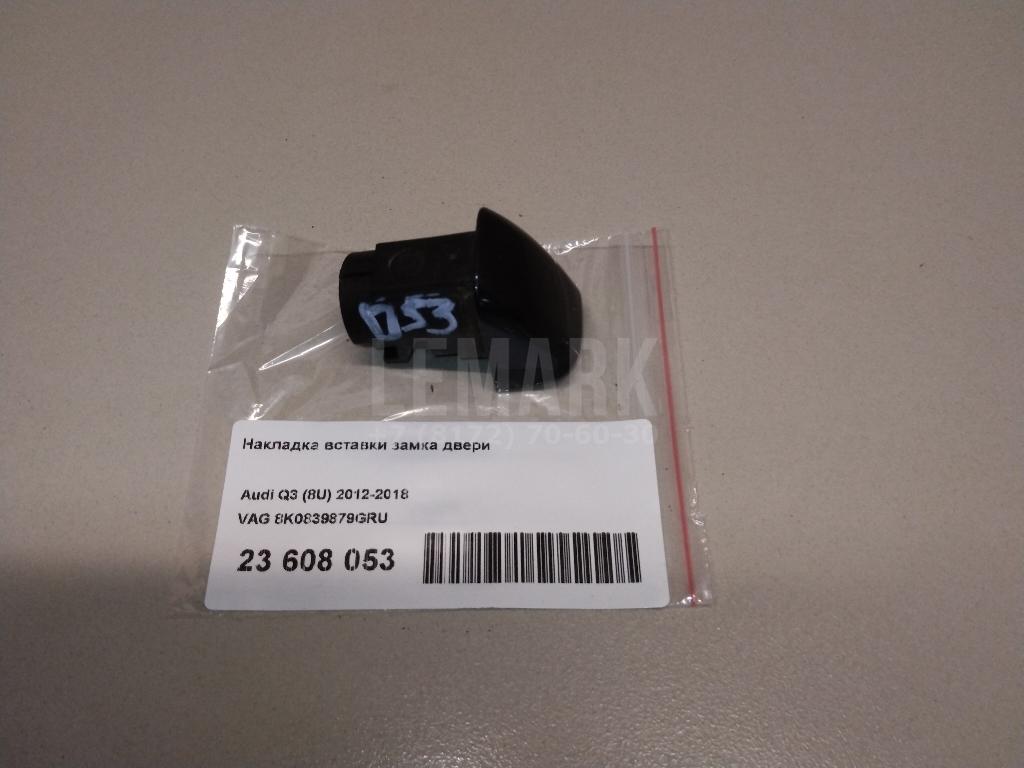 053
LEMARK
+7 (8172) 70-60-30
Накладка вставки замка двери
Audi Q3 (8U) 2012-2018
VAG 8K0839879GRU
23 608 053